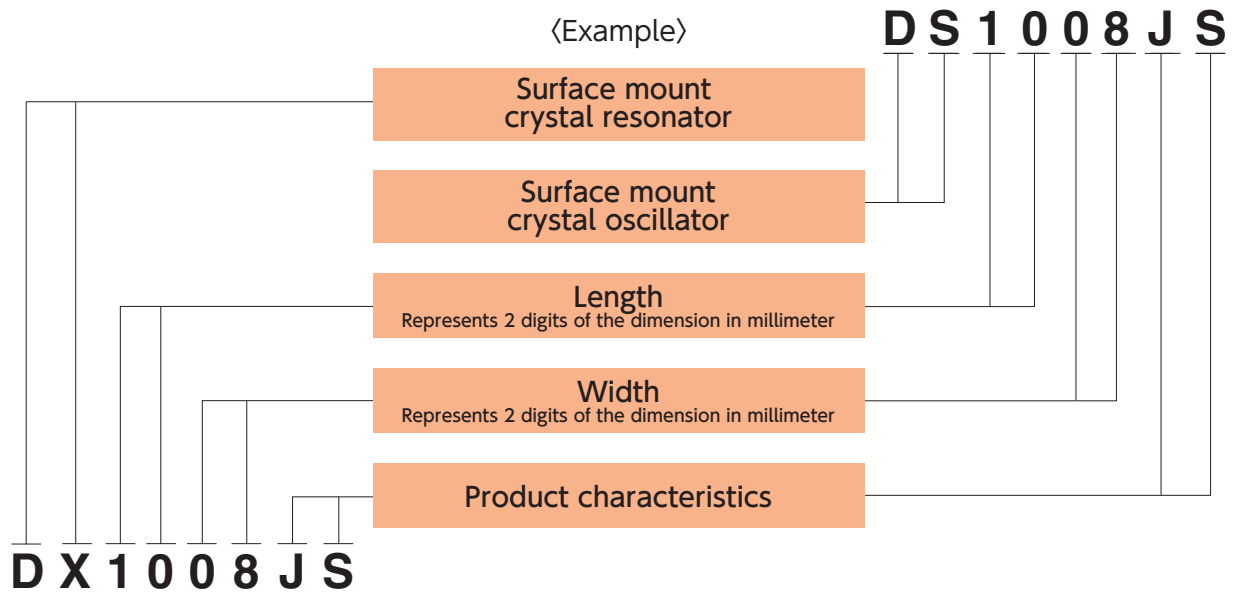 〈Example〉
D S 1 0 0 8 J S
Surface mount
crystal resonator
Surface mount
crystal oscillator
Length
Represents 2 digits of the dimension in millimeter
Width
Represents 2 digits of the dimension in millimeter
Product characteristics
D X 1 0 0 8 J S